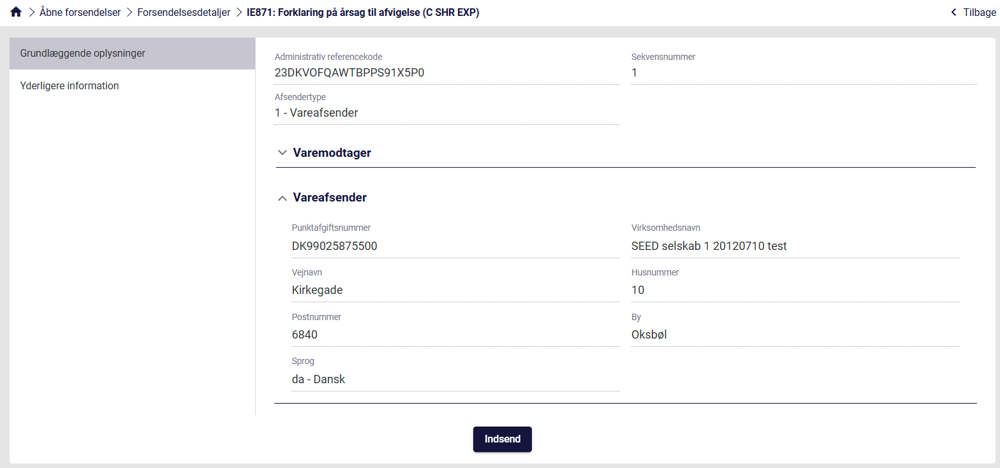 Åbne forsendelser Forsendelsesdetaljer IE871: Forklaring på årsag til afvigelse (C SHR EXP) Tilbage
Grundlæggende oplysninger
Yderligere information
Administrativ referencekode Sekvensnummer
23DKVOFQAWTBPPS91X5P0 1
Afsendertype
1 - Vareafsender
Varemodtager
Vareafsender
Punktafgiftsnummer Virksomhedsnavn
DK99025875500 SEED selskab 1 20120710 test
Vejnavn Husnummer
Kirkegade 10
Postnummer By
6840 Oksbøl
Sprog
da - Dansk
Indsend